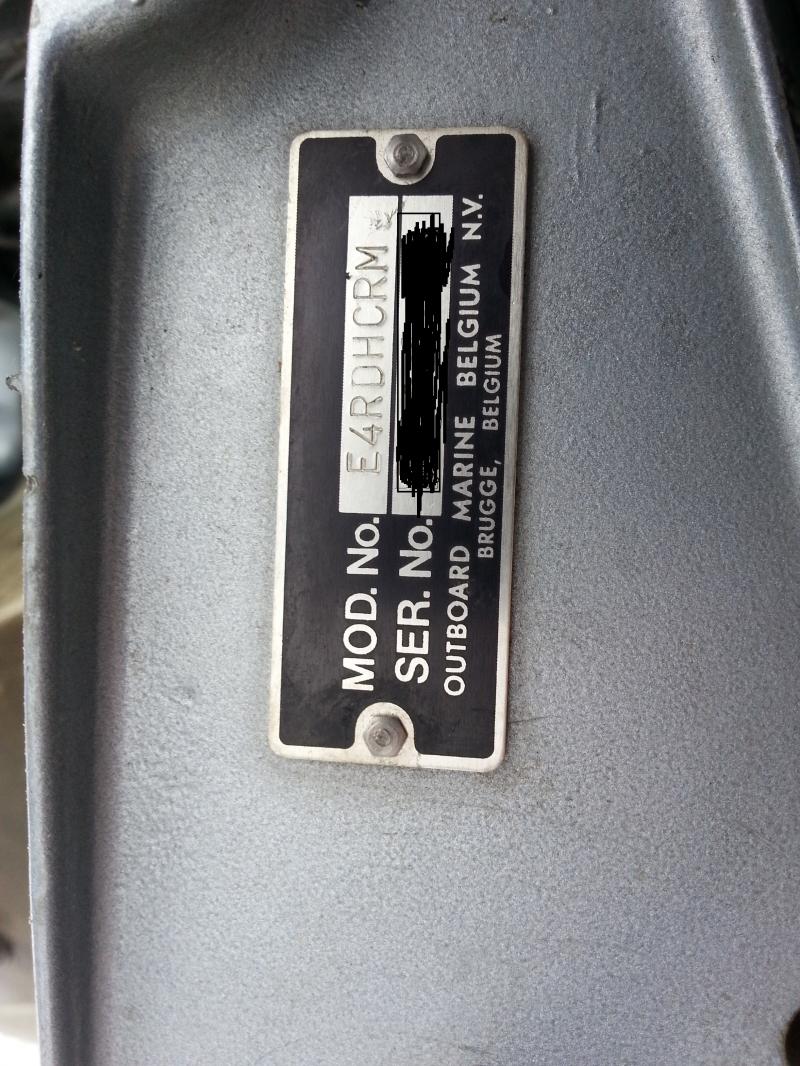 MOD. No. E4RDHCRM
SER. No.
OUTBOARD MARINE BELGIUM N.V.
BRUGGE, BELGIUM